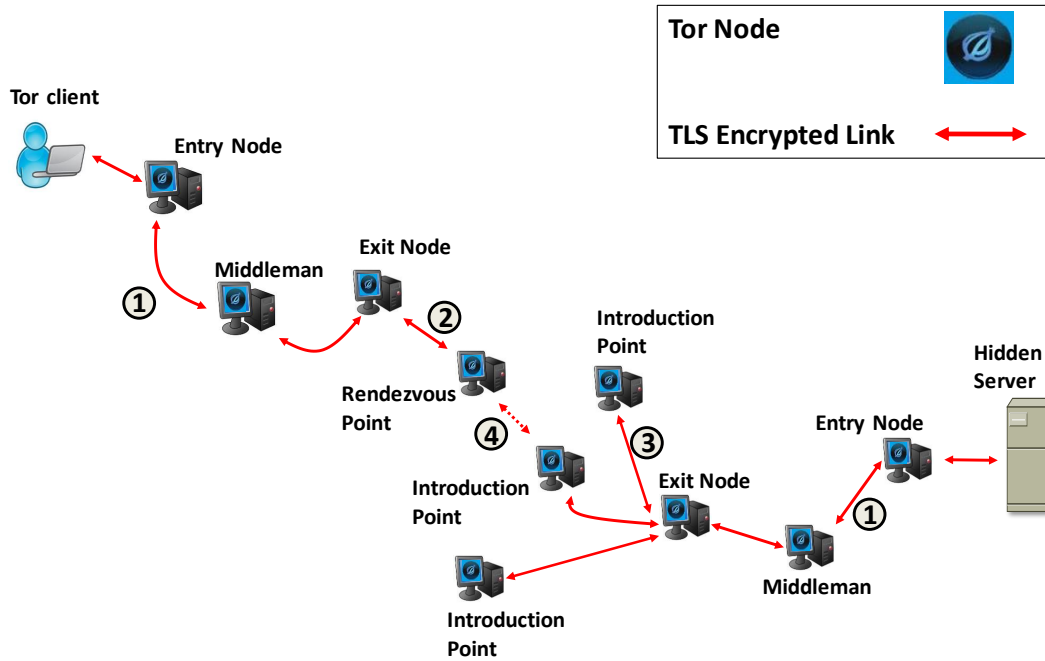 Tor Node
TLS Encrypted Link
Tor client
Entry Node
Middleman
1
Exit Node
2
Rendezvous
Point
4
Introduction
Point
3
Introduction
Point
Introduction
Point
Exit Node
Middleman
1
Entry Node
Hidden
Server